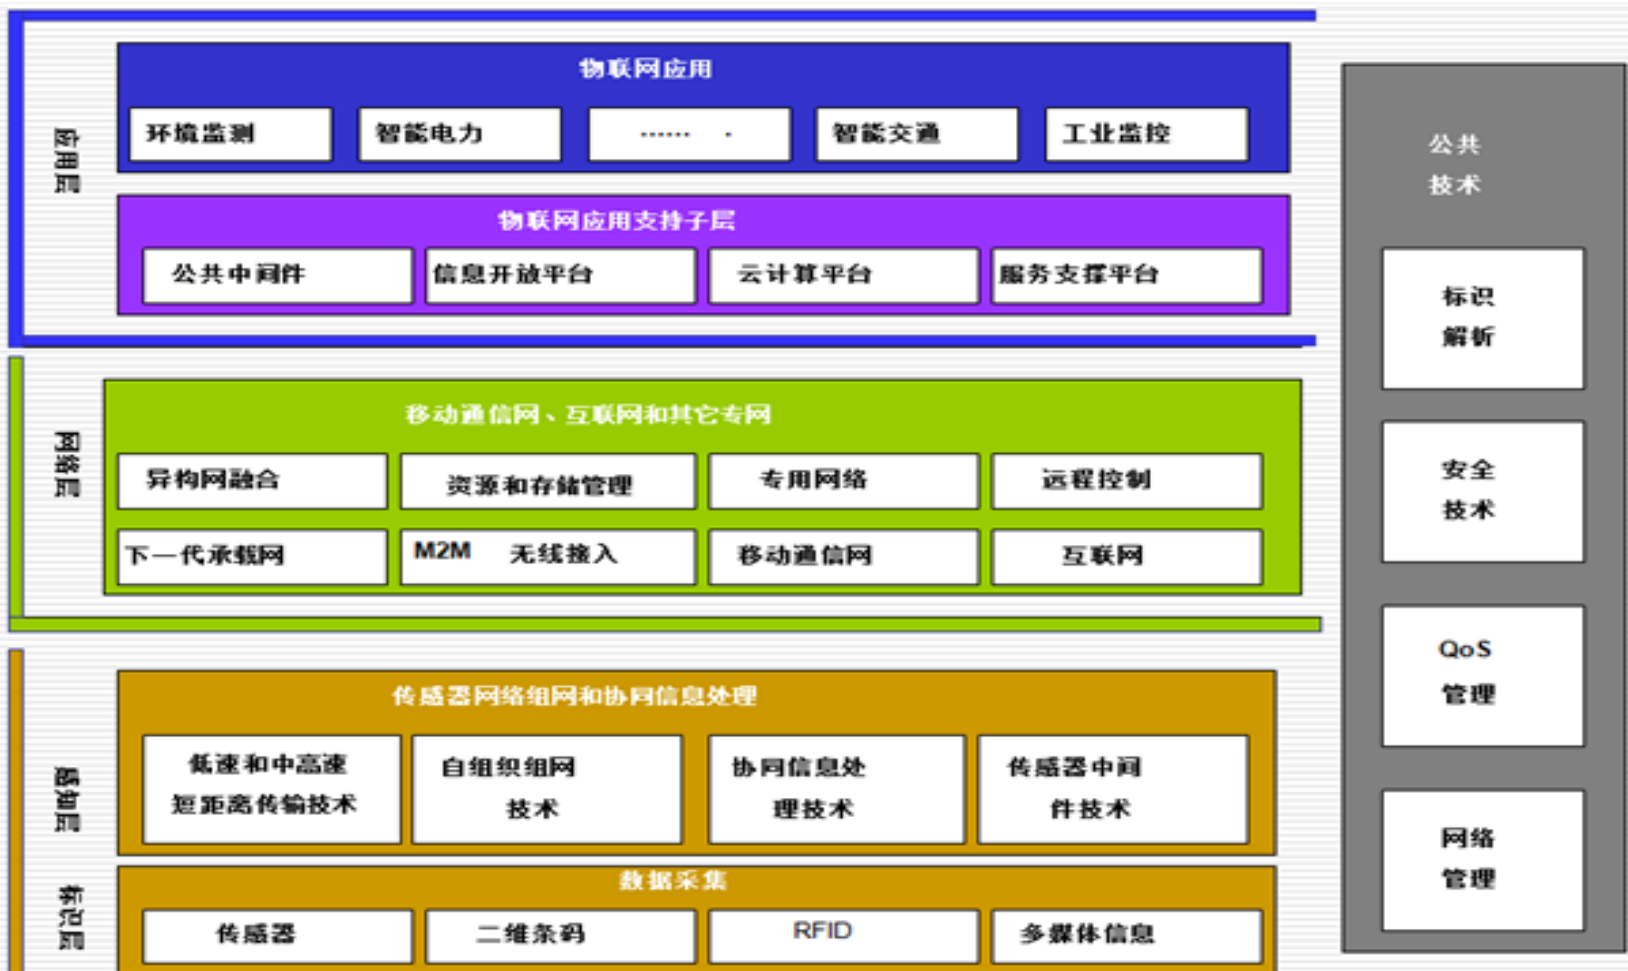 应用层
物联网应用
环境监测
智能电力
...... .
智能交通
工业监控
物联网应用支持子层
公共中间件
信息开放平台
云计算平台
服务支撑平台
网络层
移动通信网、互联网和其它专网
异构网融合
资源和存储管理
专用网络
远程控制
下一代承载网
M2M 无线接入
移动通信网
互联网
感知层
传感器网络组网和协同信息处理
低速和中高速
短距离传输技术
自组织组网
技术
协同信息处
理技术
传感器中间
件技术
标识层
数据采集
传感器
二维条码
RFID
多媒体信息
公共
技术
标识
解析
安全
技术
QoS
管理
网络
管理